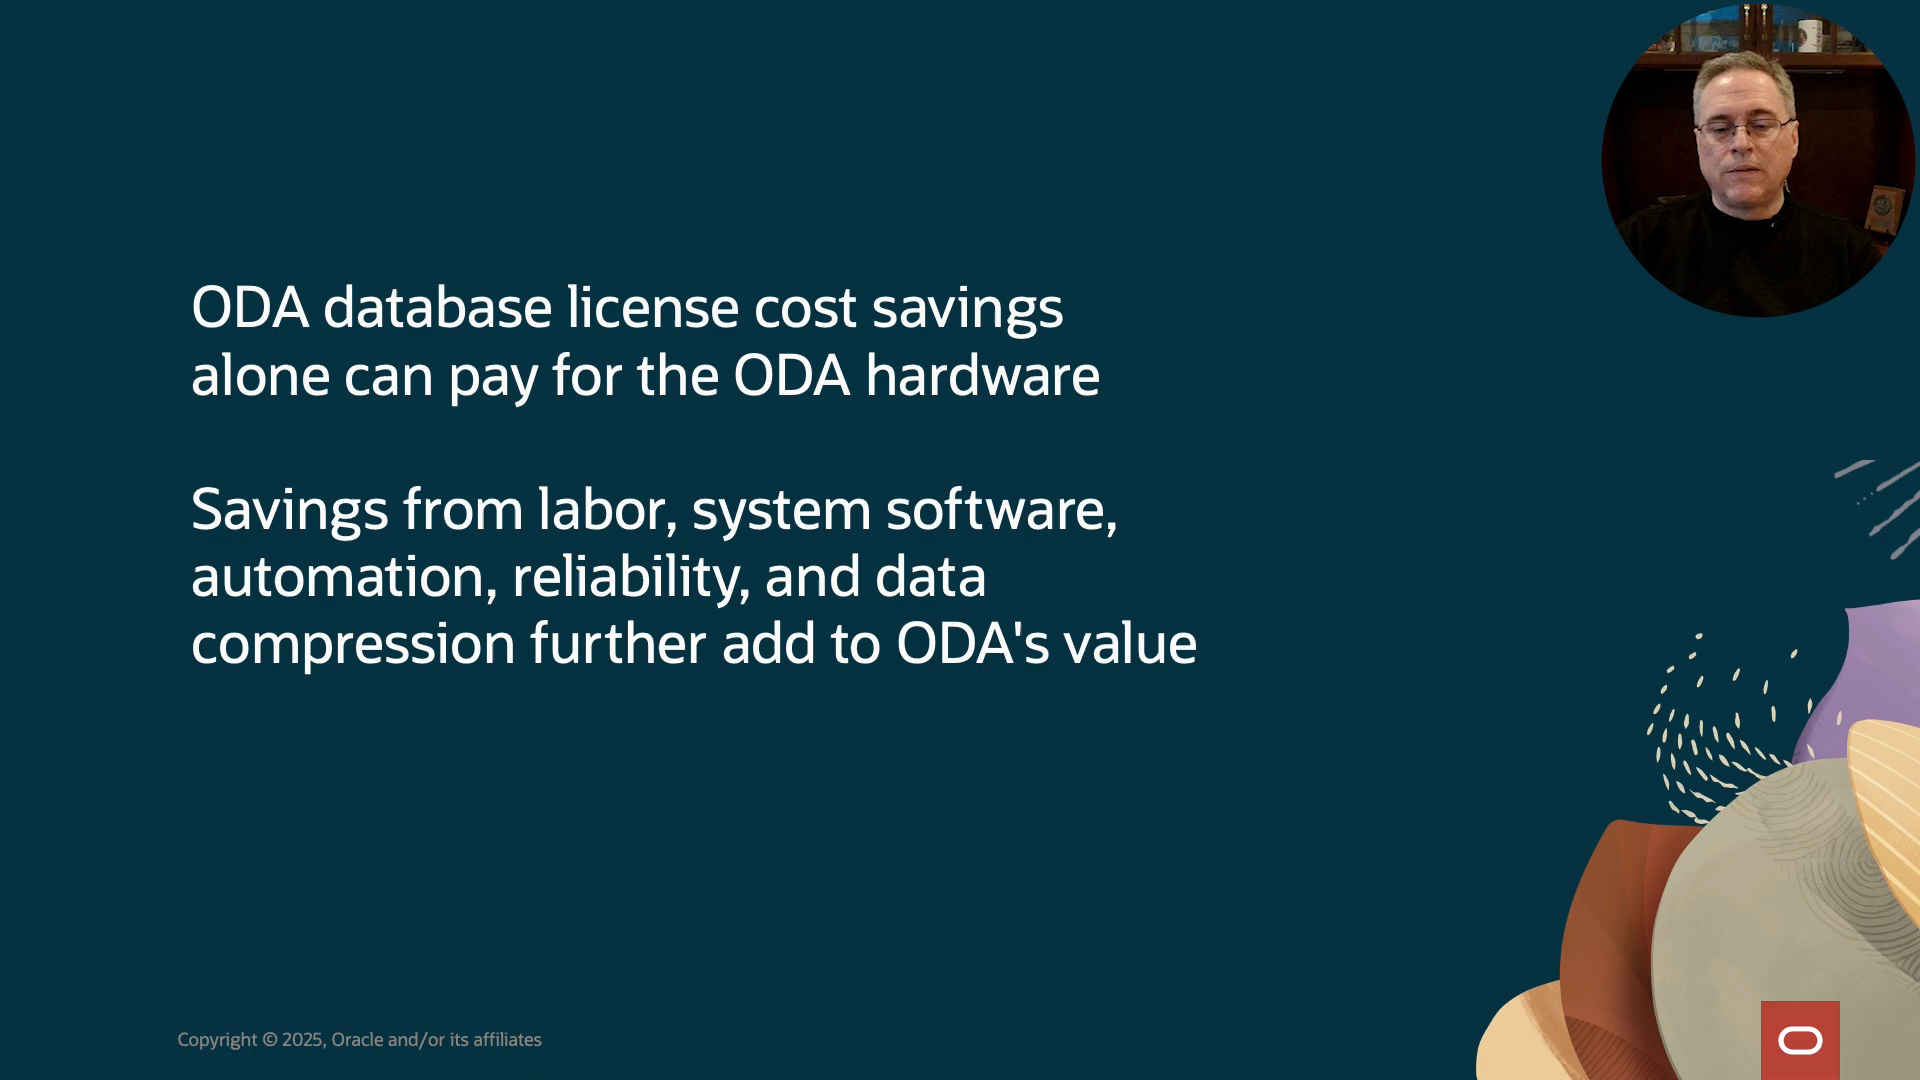 ODA database license cost savings
alone can pay for the ODA hardware
Savings from labor, system software,
automation, reliability, and data
compression further add to ODA's value
Copyright © 2025, Oracle and/or its affiliates